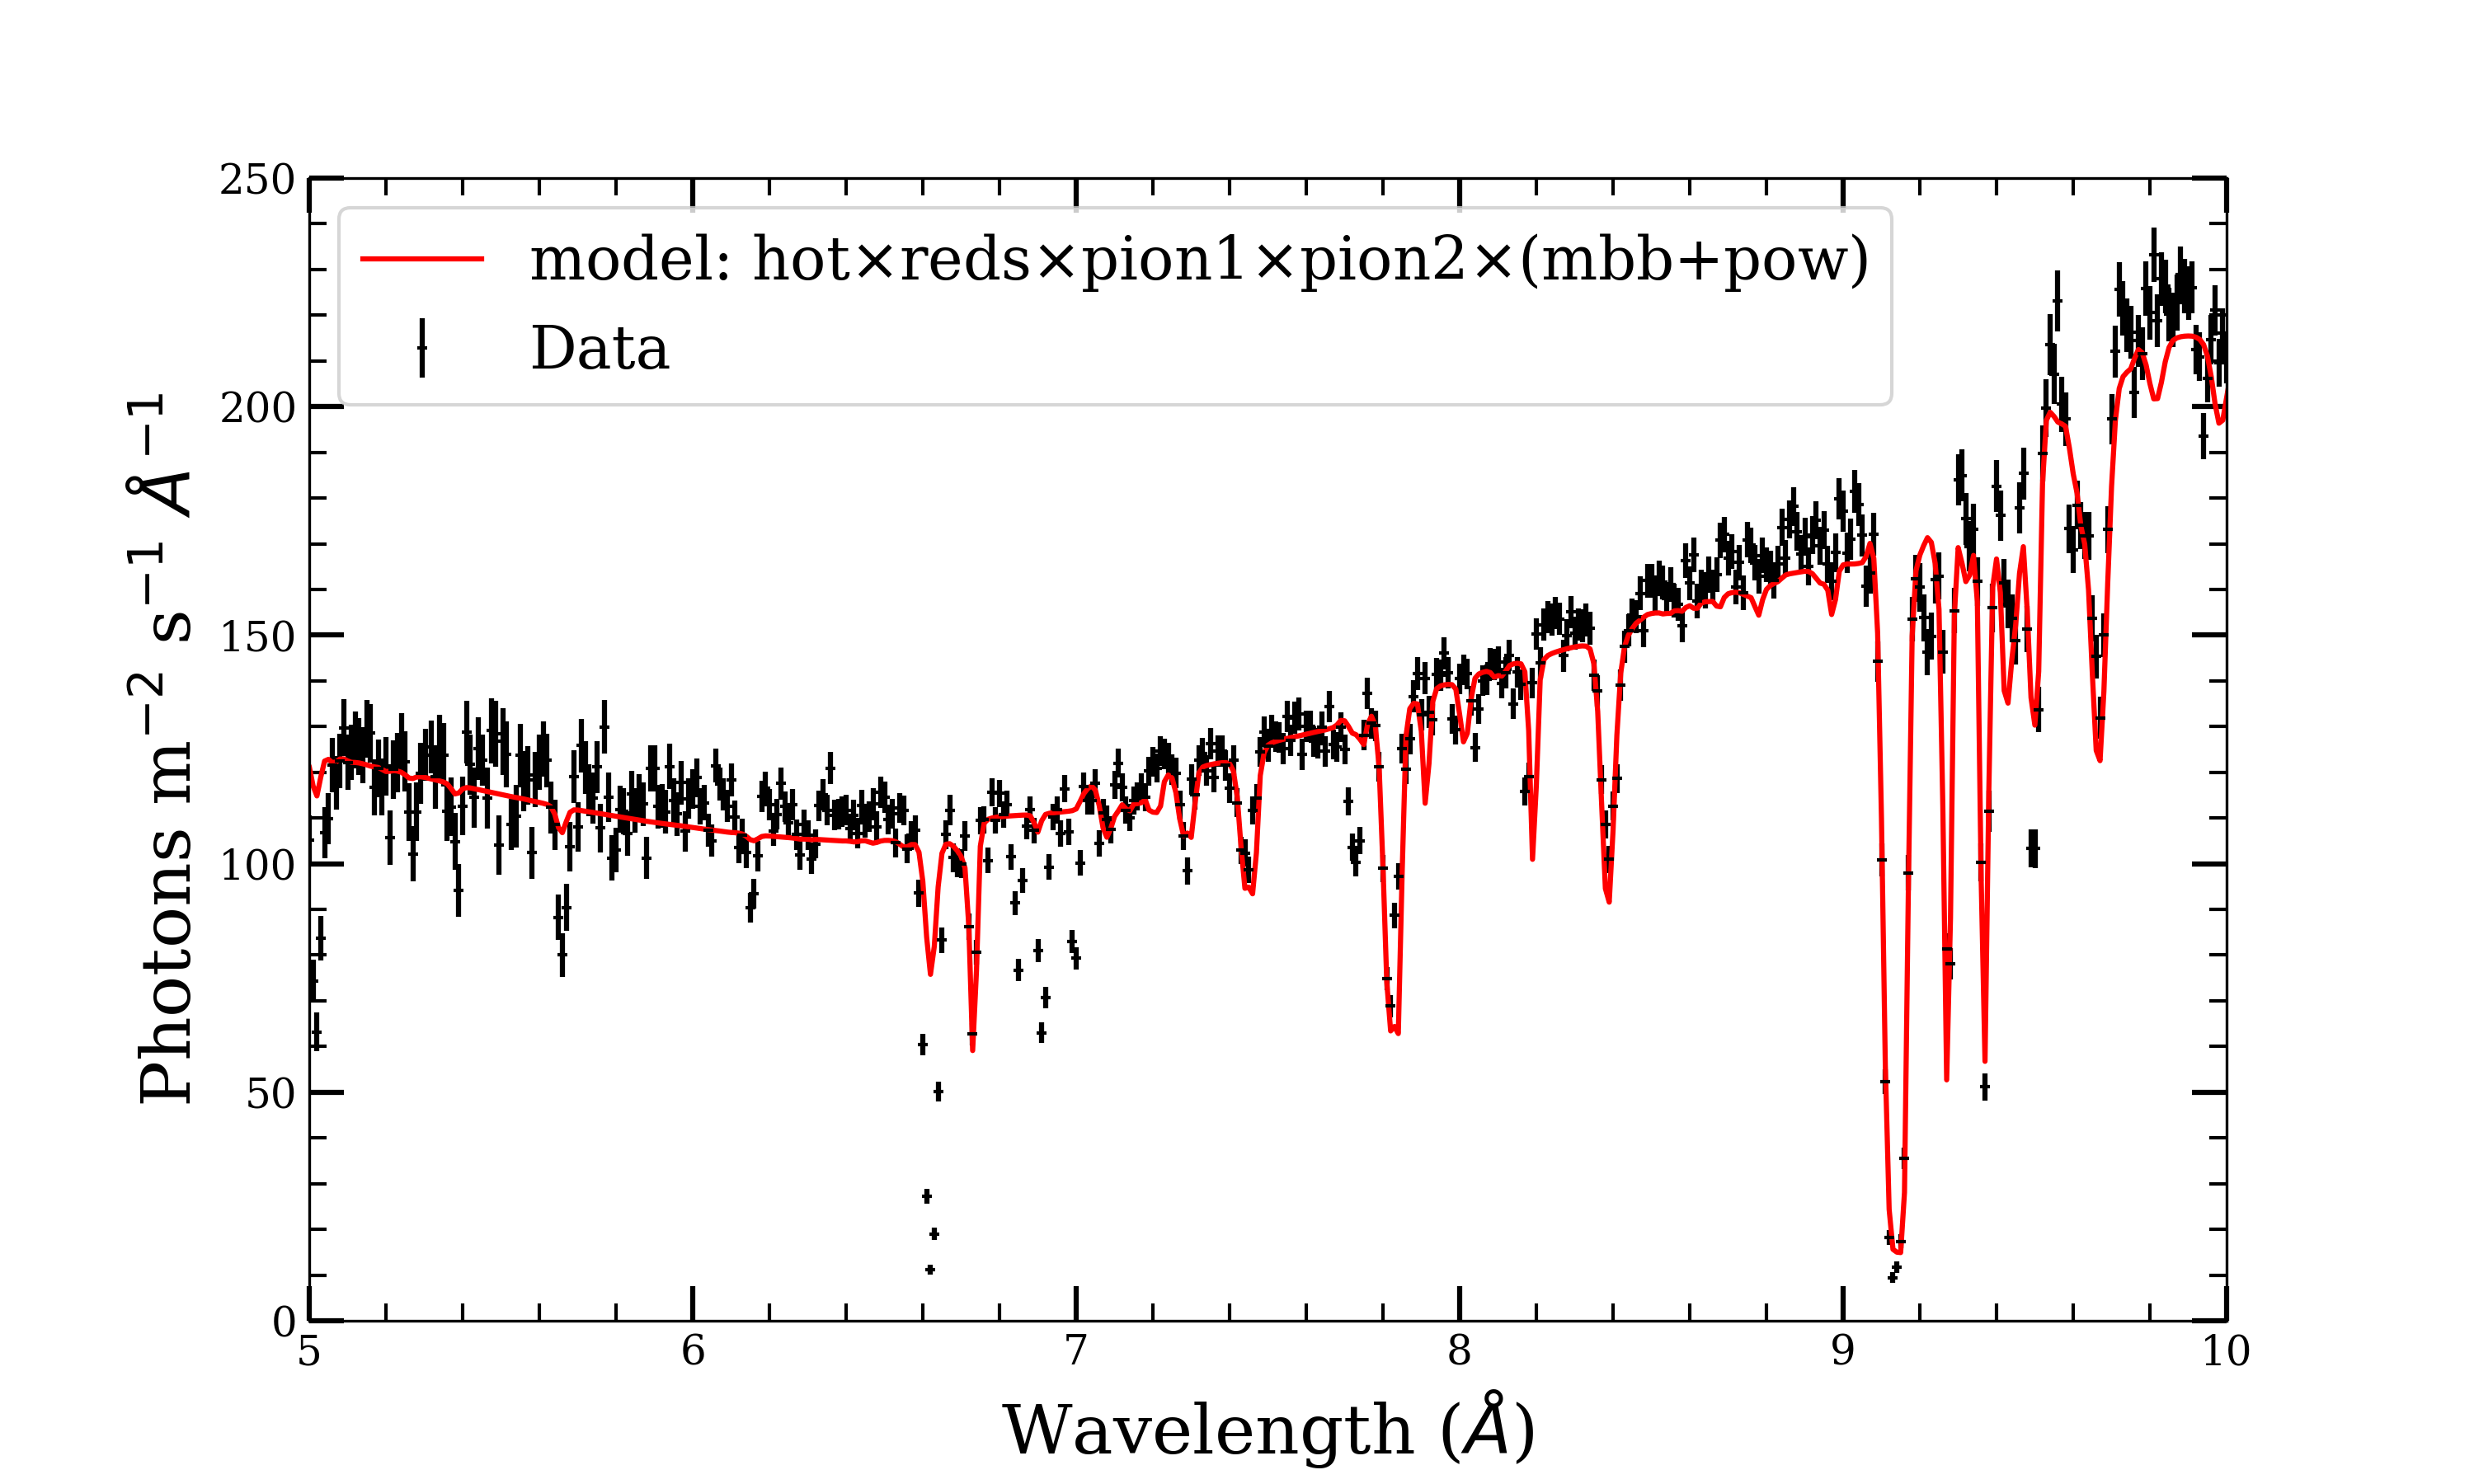 250
200
150
100
50
0
Photons m⁻² s⁻¹ Å⁻¹
model: hot×reds×pion1×pion2×(mbb+pow)
Data
5 6 7 8 9 10
Wavelength (Å)